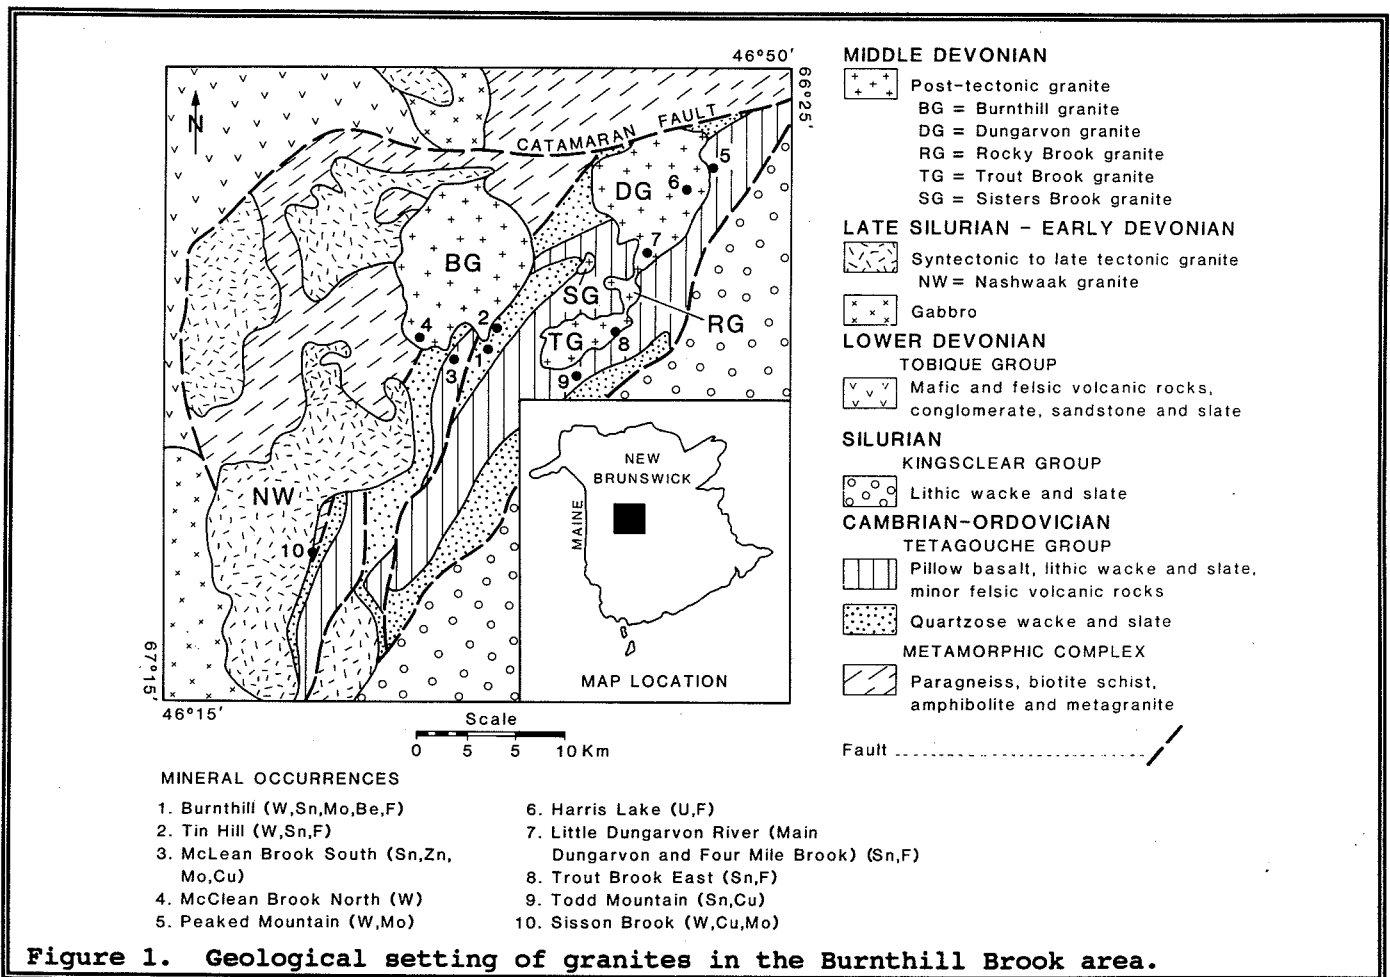 46°50'
66°25'
N
CATAMARAN FAULT
5
6
DG
7
BG
SG
RG
4
2
TG
8
3
1
9
NW
10
NEW
BRUNSWICK
MAINE
MAP LOCATION
67°15'
46°15'
Scale
0 5 5 10 Km
MIDDLE DEVONIAN
Post-tectonic granite
BG = Burnthill granite
DG = Dungarvon granite
RG = Rocky Brook granite
TG = Trout Brook granite
SG = Sisters Brook granite
LATE SILURIAN - EARLY DEVONIAN
Syntectonic to late tectonic granite
NW = Nashwaak granite
Gabbro
LOWER DEVONIAN
TOBIQUE GROUP
Mafic and felsic volcanic rocks,
conglomerate, sandstone and slate
SILURIAN
KINGSCLEAR GROUP
Lithic wacke and slate
CAMBRIAN-ORDOVICIAN
TETAGOUCHE GROUP
Pillow basalt, lithic wacke and slate,
minor felsic volcanic rocks
Quartzose wacke and slate
METAMORPHIC COMPLEX
Paragneiss, biotite schist,
amphibolite and metagranite
Fault
MINERAL OCCURRENCES
1. Burnthill (W,Sn,Mo,Be,F)
2. Tin Hill (W,Sn,F)
3. McLean Brook South (Sn,Zn,
Mo,Cu)
4. McClean Brook North (W)
5. Peaked Mountain (W,Mo)
6. Harris Lake (U,F)
7. Little Dungarvon River (Main
Dungarvon and Four Mile Brook) (Sn,F)
8. Trout Brook East (Sn,F)
9. Todd Mountain (Sn,Cu)
10. Sisson Brook (W,Cu,Mo)
Figure 1. Geological setting of granites in the Burnthill Brook area.